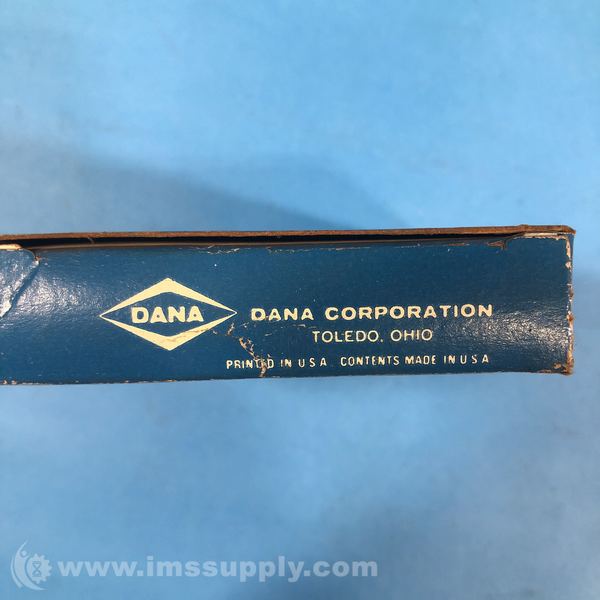 DANA
DANA CORPORATION
TOLEDO, OHIO
PRINTED IN U S A CONTENTS MADE IN U S A
www.imssupply.com